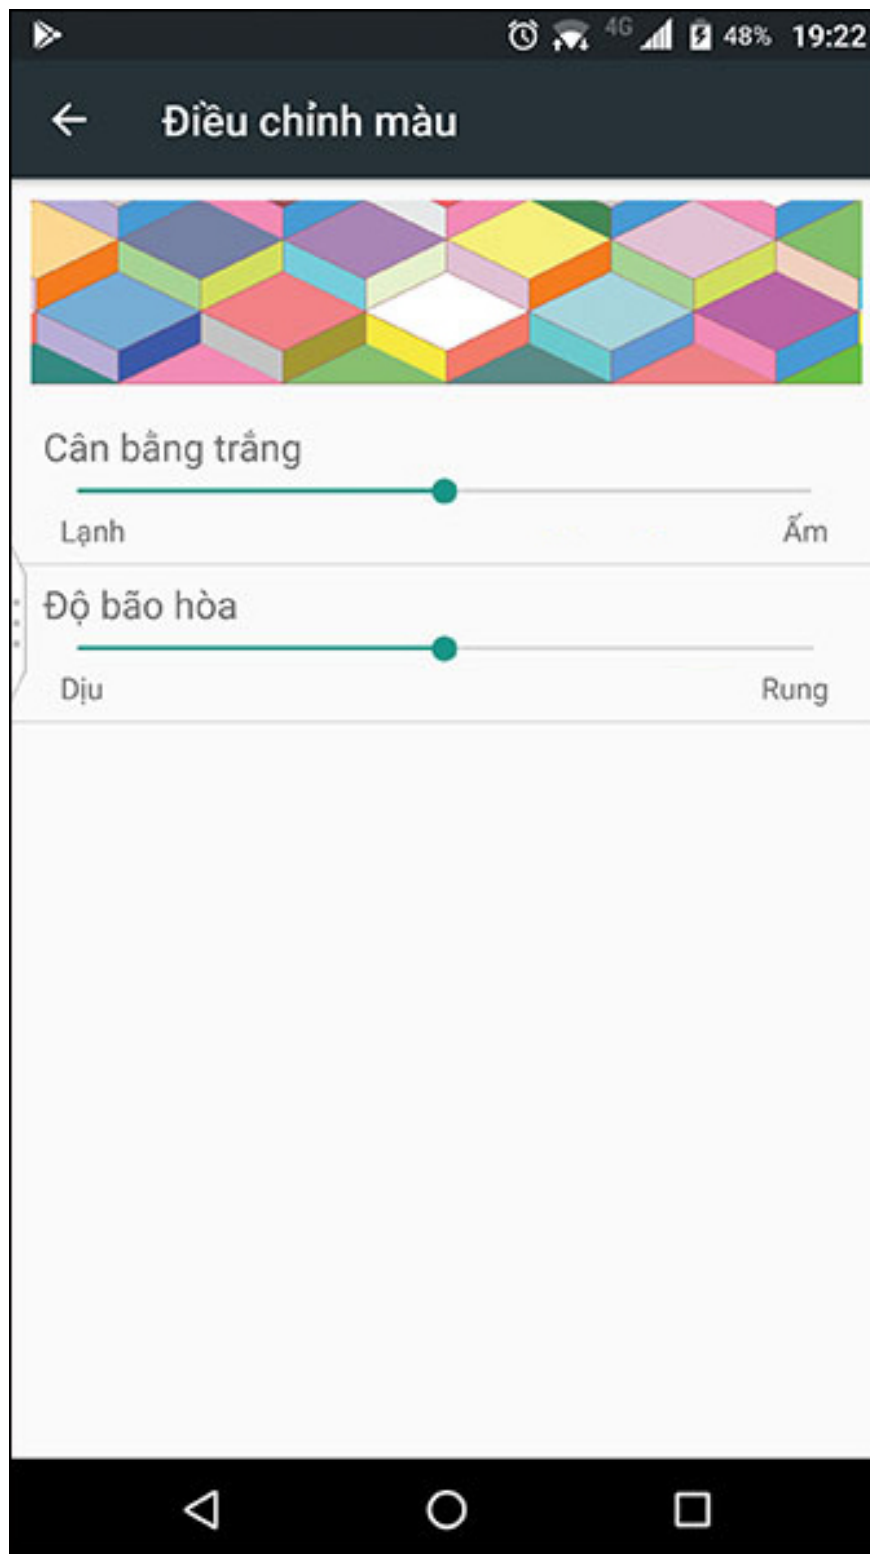 4G 48% 19:22
Điều chỉnh màu
Cân bằng trắng
Lạnh Ấm
Độ bão hòa
Dịu Rung